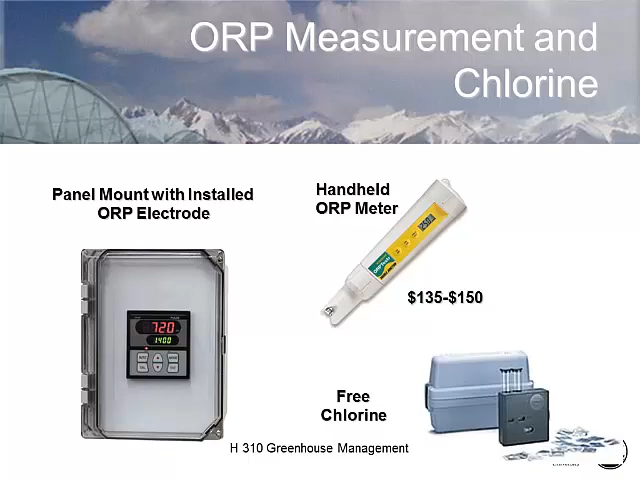 ORP Measurement and
Chlorine
Panel Mount with Installed
ORP Electrode
Handheld
ORP Meter
$135-$150
720
1400
Free
Chlorine
H 310 Greenhouse Management